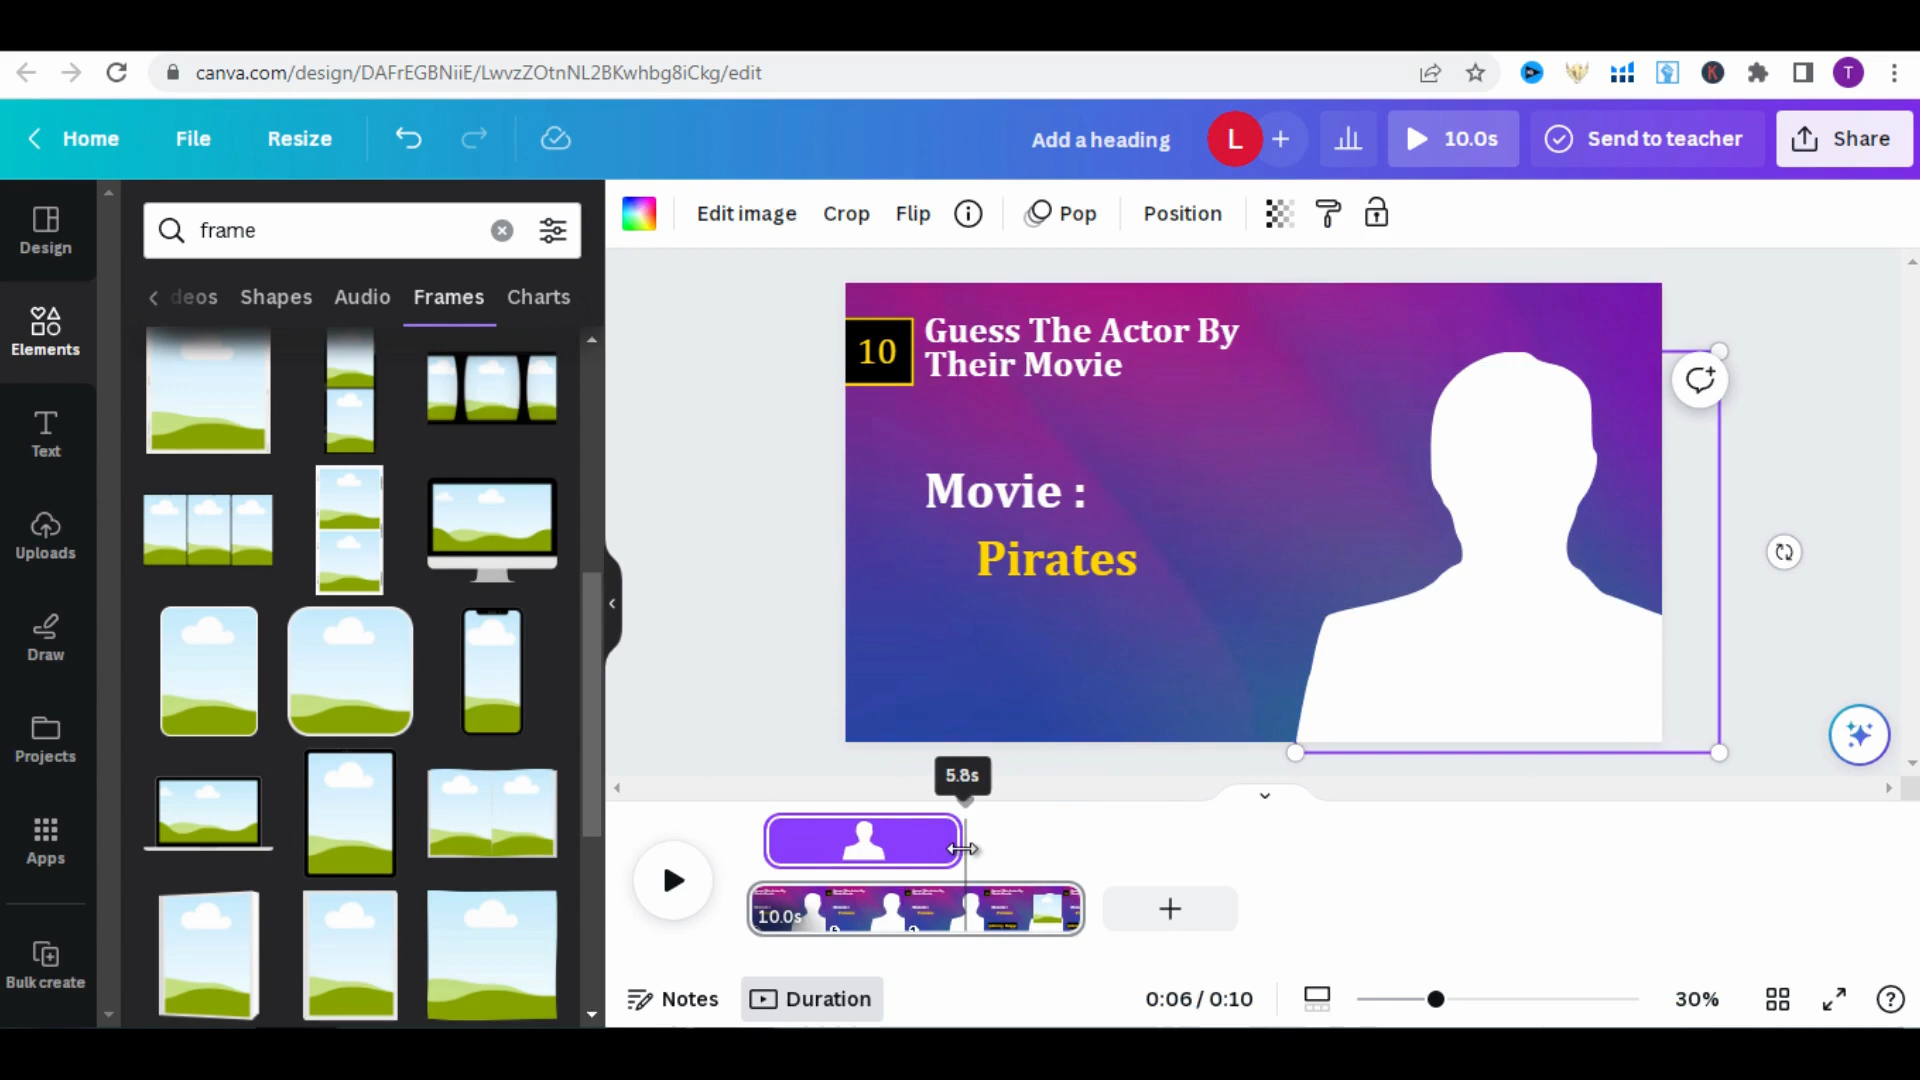 canva.com/design/DAFrEGBNiiE/LwvzZOtnNL2BKwhbg8iCkg/edit
K
T
Home
File
Resize
Add a heading
L
10.0s
Send to teacher
Share
Design
Elements
Text
Uploads
Draw
Projects
Apps
Bulk create
frame
deos
Shapes
Audio
Frames
Charts
Edit image
Crop
Flip
Pop
Position
10
Guess The Actor By
Their Movie
Movie :
Pirates
5.8s
10.0s
Notes
Duration
0:06 / 0:10
30%